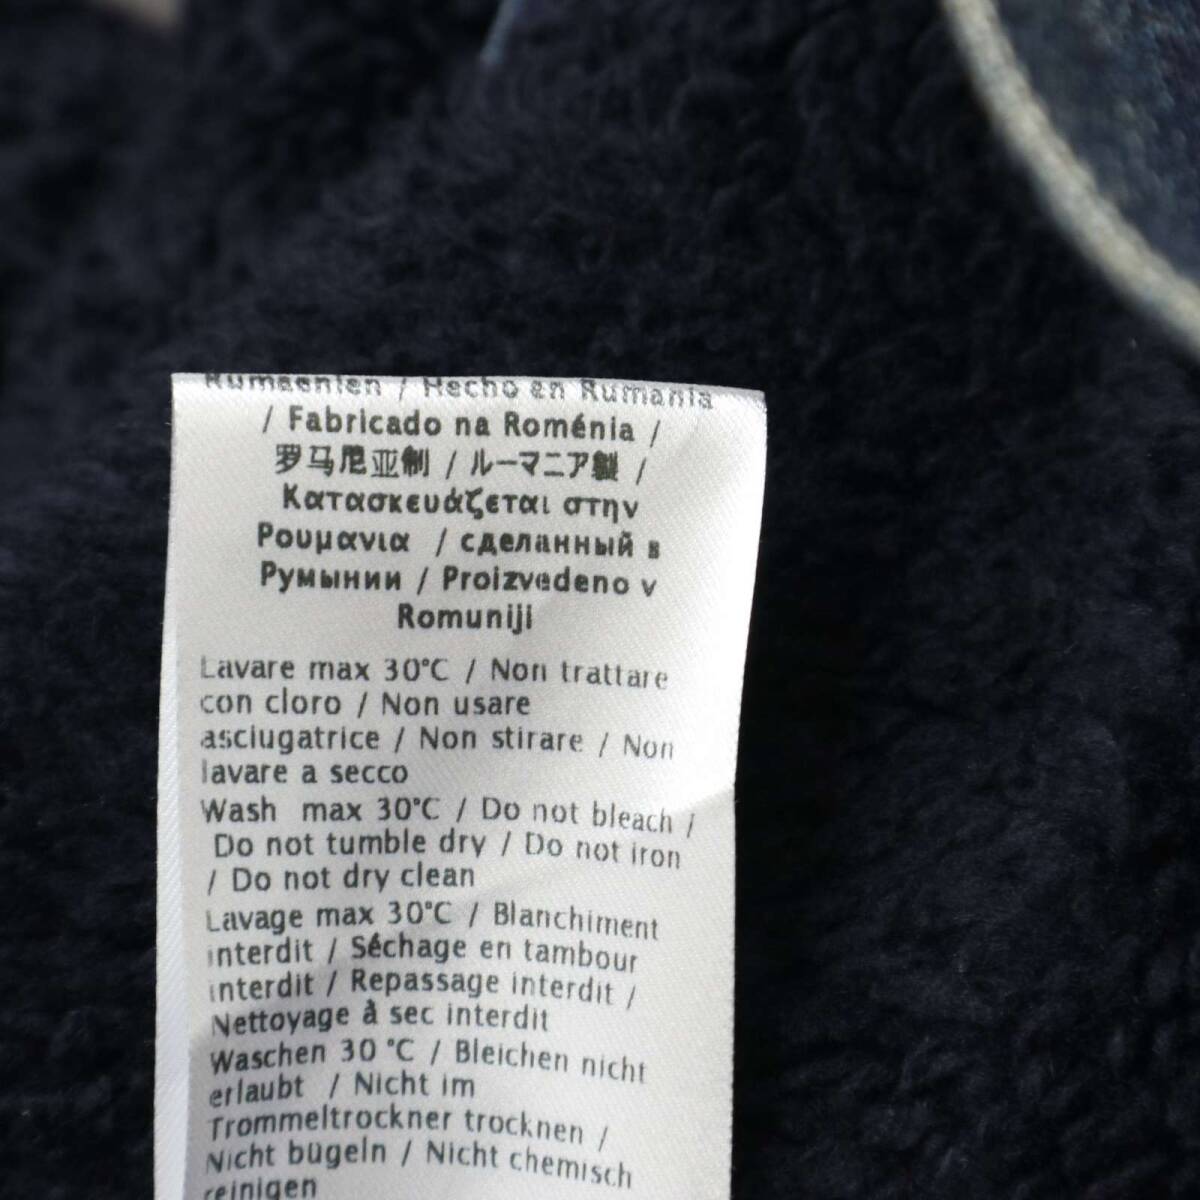 Rumaenien / Hecho en Rumania
/ Fabricado na Roménia /
罗马尼亚制 / ルーマニア製 /
Κατασκευάζεται στην
Ρουμανια / сделанный в
Румынии / Proizvedeno v
Romuniji
Lavare max 30°C / Non trattare
con cloro / Non usare
asciugatrice / Non stirare / Non
lavare a secco
Wash max 30°C / Do not bleach /
Do not tumble dry / Do not iron
/ Do not dry clean
Lavage max 30°C / Blanchiment
interdit / Séchage en tambour
interdit / Repassage interdit /
Nettoyage à sec interdit
Waschen 30 °C / Bleichen nicht
erlaubt / Nicht im
Trommeltrockner trocknen /
Nicht bügeln / Nicht chemisch
reinigen